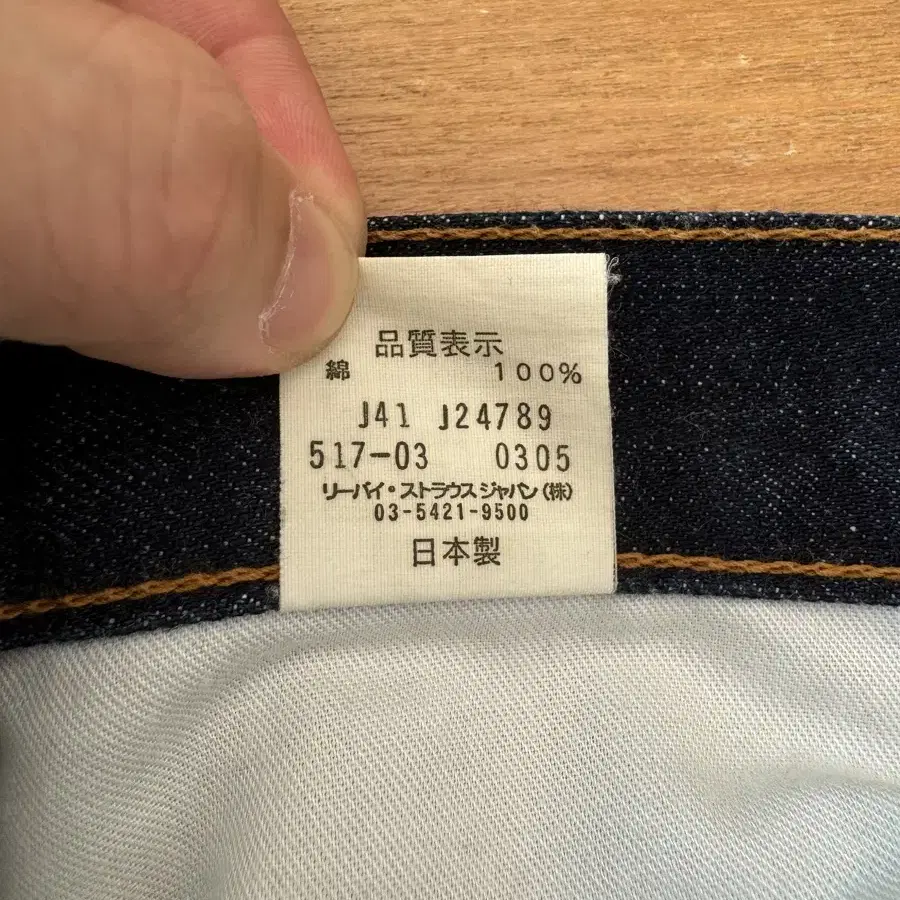 品質表示
綿 100%
J41 J24789
517-03 0305
リーバイ・ストラウスジャパン(株)
03-5421-9500
日本製